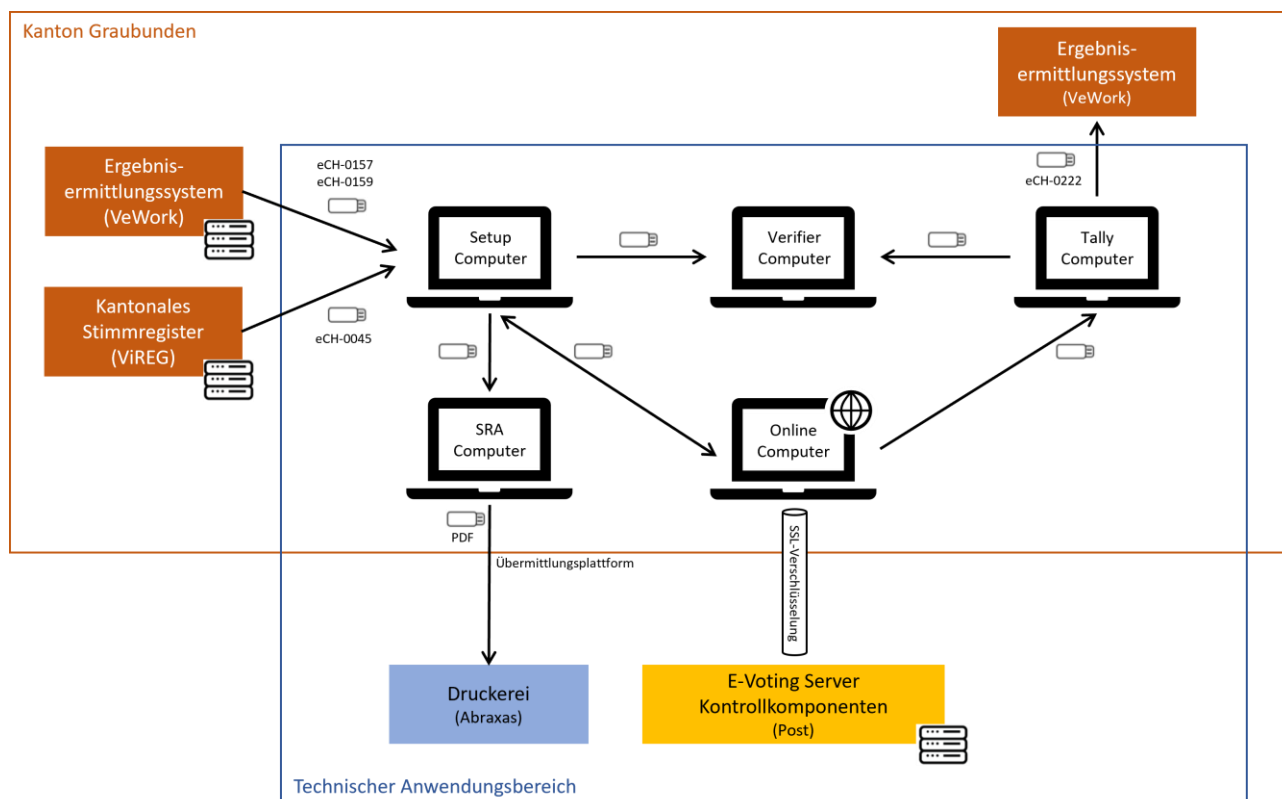 Kanton Graubunden
Ergebnis-
ermittlungssystem
(VeWork)
Ergebnis-
ermittlungssystem
(VeWork)
eCH-0157
eCH-0159
eCH-0222
Setup
Computer
Verifier
Computer
Tally
Computer
Kantonales
Stimmregister
(ViREG)
eCH-0045
SRA
Computer
Online
Computer
PDF
Übermittlungsplattform
SSL-Verschlüsselung
Druckerei
(Abraxas)
E-Voting Server
Kontrollkomponenten
(Post)
Technischer Anwendungsbereich